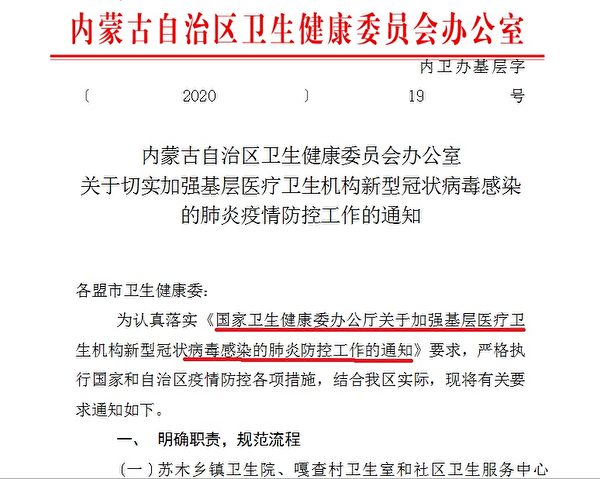 内蒙古自治区卫生健康委员会办公室
内卫办基层字
〔 2020 〕 19 号
内蒙古自治区卫生健康委员会办公室
关于切实加强基层医疗卫生机构新型冠状病毒感染
的肺炎疫情防控工作的通知
各盟市卫生健康委:
为认真落实《国家卫生健康委办公厅关于加强基层医疗卫
生机构新型冠状病毒感染的肺炎防控工作的通知》要求，严格执
行国家和自治区疫情防控各项措施，结合我区实际，现将有关要
求通知如下。
一、 明确职责，规范流程
(一) 苏木乡镇卫生院、嘎查村卫生室和社区卫生服务中心